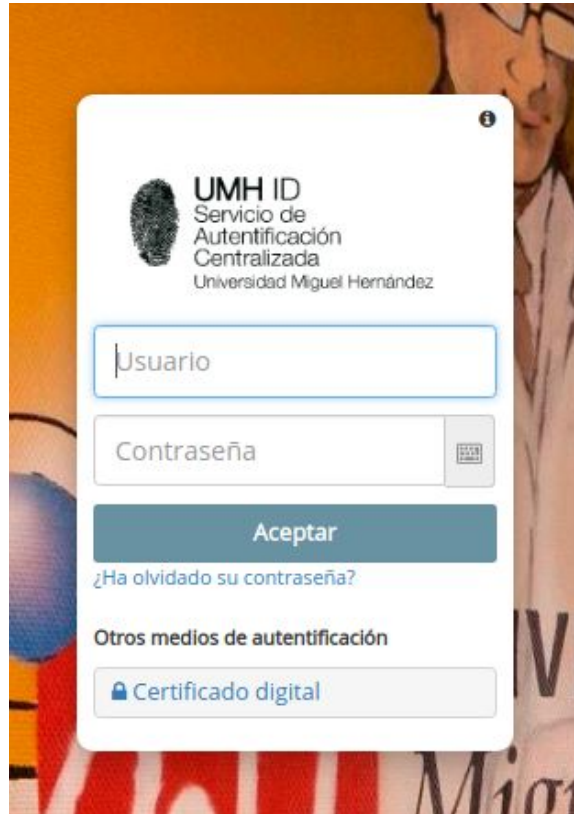 UMH ID
Servicio de
Autentificación
Centralizada
Universidad Miguel Hernández
Usuario
Contraseña
Aceptar
¿Ha olvidado su contraseña?
Otros medios de autentificación
Certificado digital